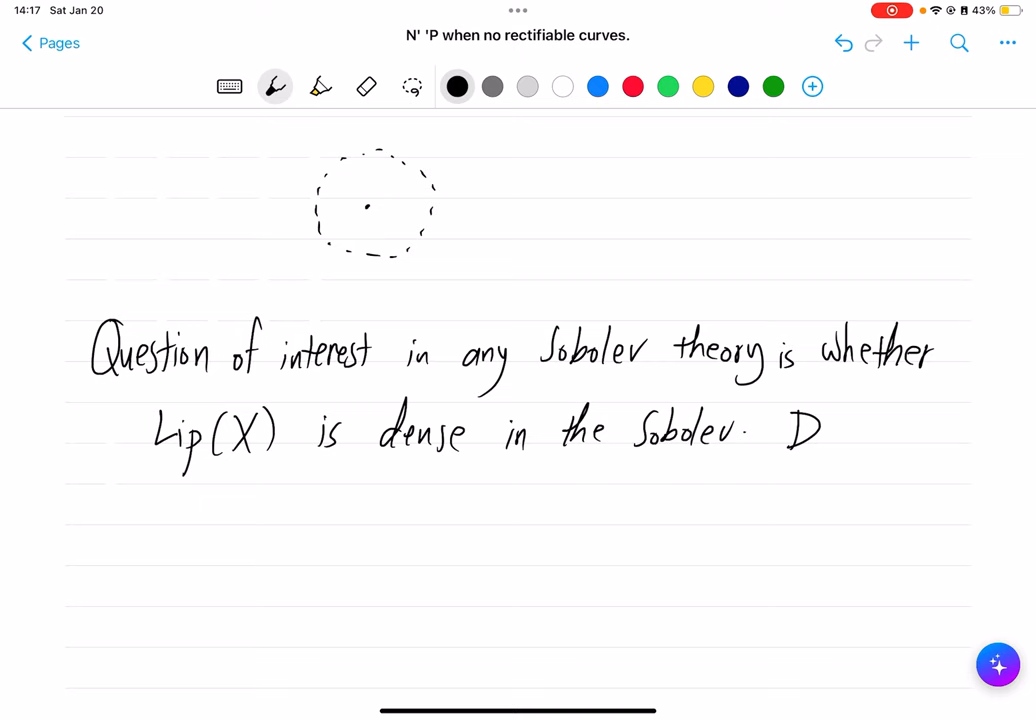 14:17 Sat Jan 20
43%
Pages
N' 'P when no rectifiable curves.
Question of interest in any Sobolev theory is whether
Lip(X) is dense in the Sobolev. D